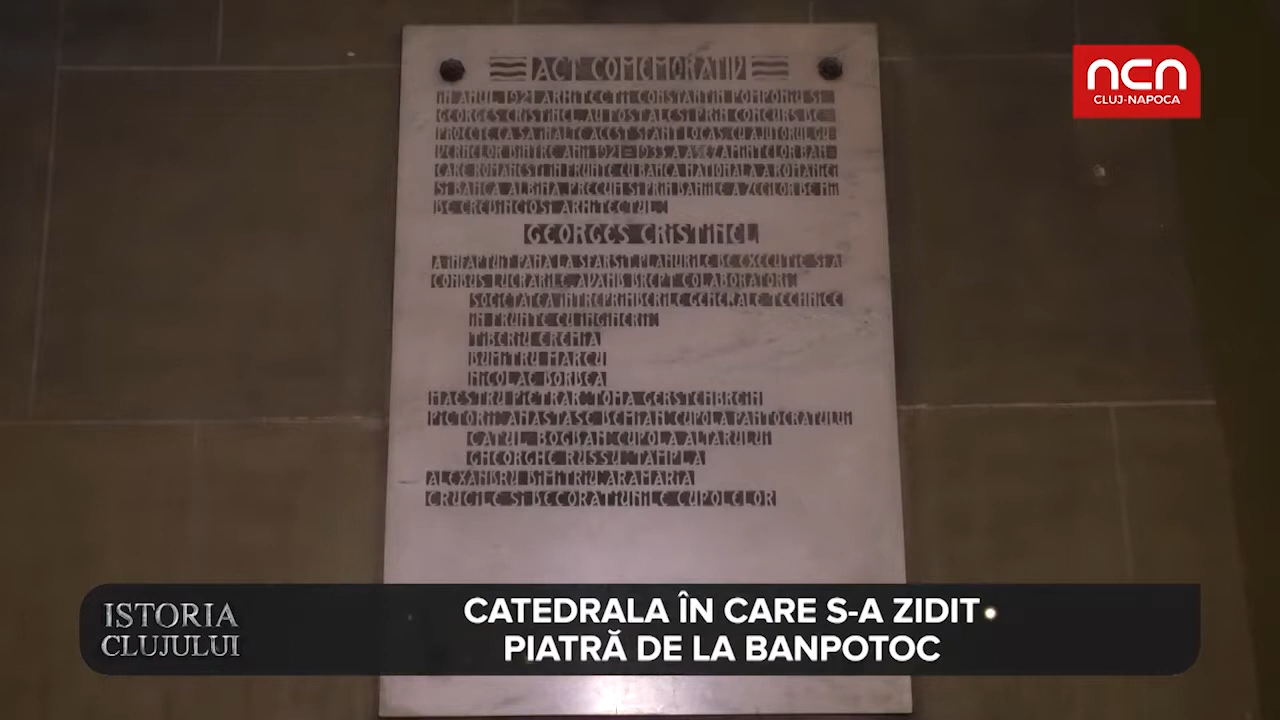 ACT COMEMORATIV
IN ANUL 1921 ARHITECTII CONSTANTIN POMPONIU SI
GEORGES CRISTINEL, AU FOST ALESI PRIN CONCURS DE
PROIECTE CA SA INALTE ACEST SFANT LOCAS. CU AJUTORUL GU-
VERNELOR DINTRE ANII 1921-1933 A ASEZAMINTELOR BAN-
CARE ROMANESTI IN FRUNTE CU BANCA NATIONALA A ROMANIEI
SI BANCA ALBINA, PRECUM SI PRIN BANIILE A ZECILOR DE MII
DE CREDINCIOSI ARHITECTUL:
GEORGES CRISTINEL
A INFAPTUIT PANA LA SFARSIT PLANURILE DE EXECUTIE SI A
CONDUS LUCRARILE, AVAND DREPT COLABORATORI:
SOCIETATEA INTREPRINDERILE GENERALE TECHNICE
IN FRUNTE CU INGINERII:
TIBERIU EREMIA
DUMITRU MARCU
NICOLAE BORBEA
MAESTRU PIETRAR: TOMA GERSTENBREIN
PICTORII: ANASTASE DEMIAN: CUPOLA PANTOCRATULUI
CATUL BOGDAN: CUPOLA ALTARULUI
GHEORGHE RUSSU: TAMPLA
ALEXANDRU DIMITRIU: ARAMARIA
CRUCILE SI DECORATIUNILE CUPOLELOR
ncn
CLUJ-NAPOCA
ISTORIA
CLUJULUI
CATEDRALA ÎN CARE S-A ZIDIT
PIATRĂ DE LA BANPOTOC